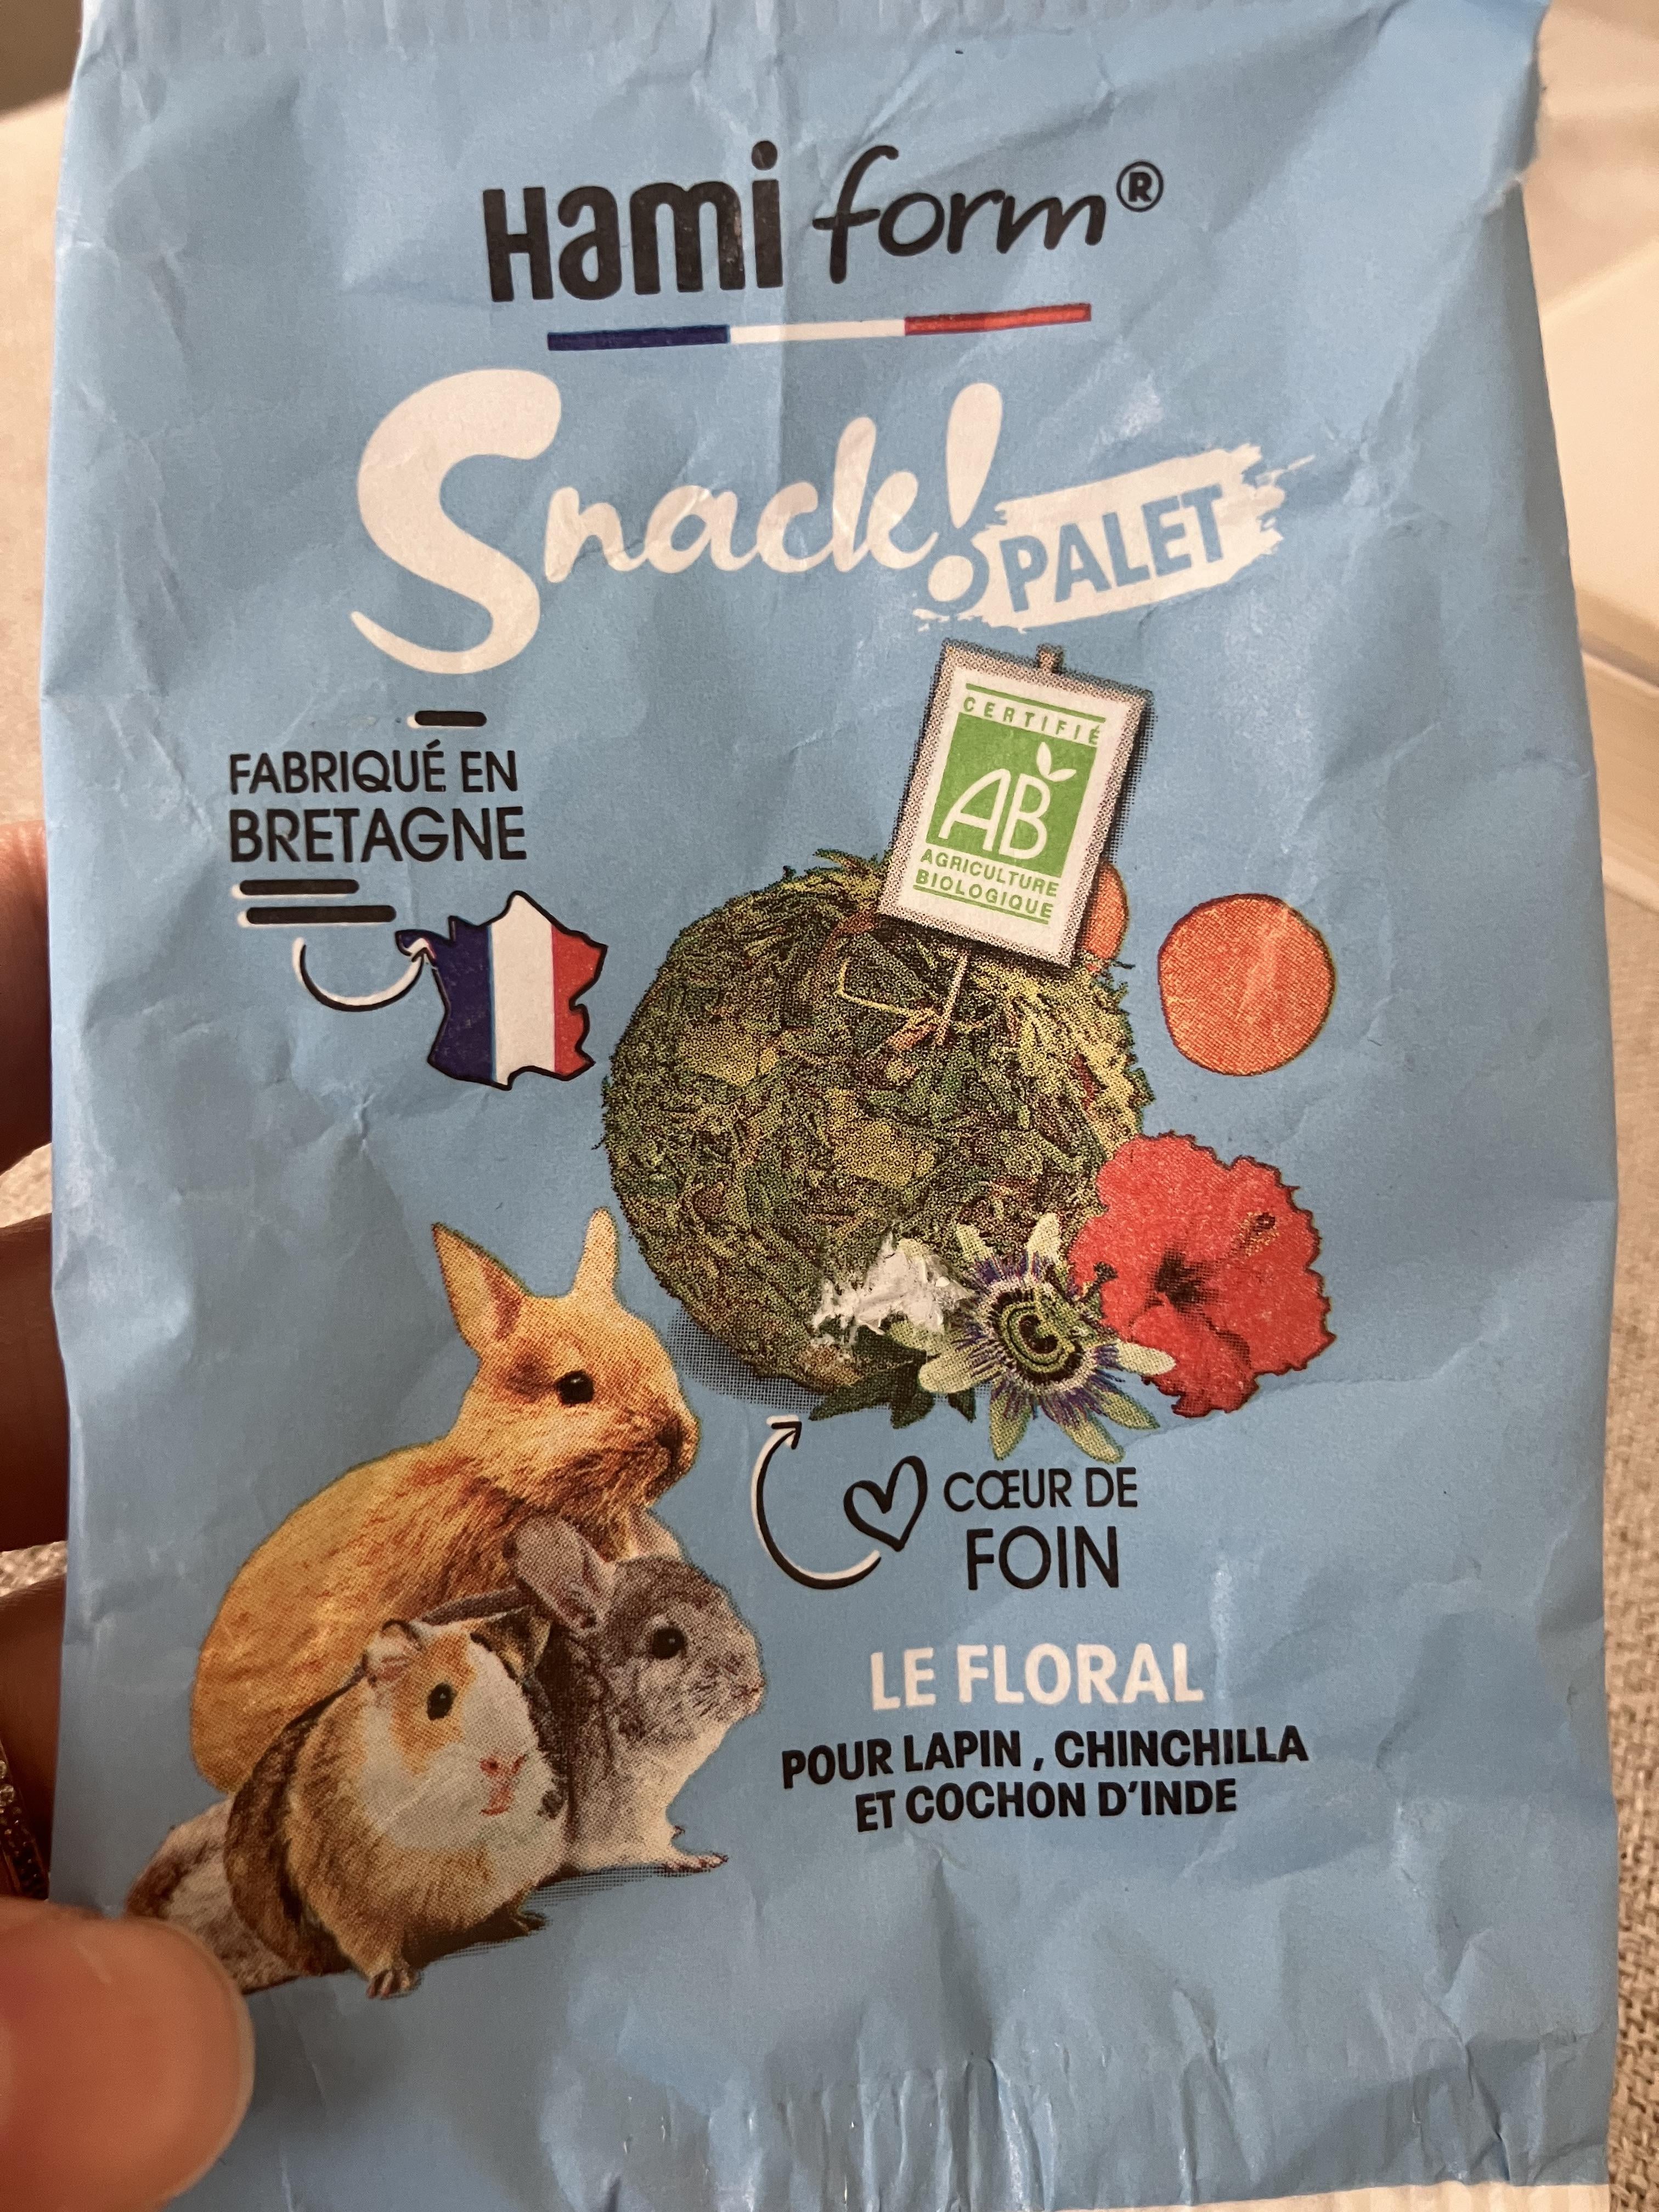 Hami form®
Snack!
PALET
CERTIFIÉ
AB
AGRICULTURE
BIOLOGIQUE
FABRIQUÉ EN
BRETAGNE
CŒUR DE
FOIN
LE FLORAL
POUR LAPIN, CHINCHILLA
ET COCHON D'INDE